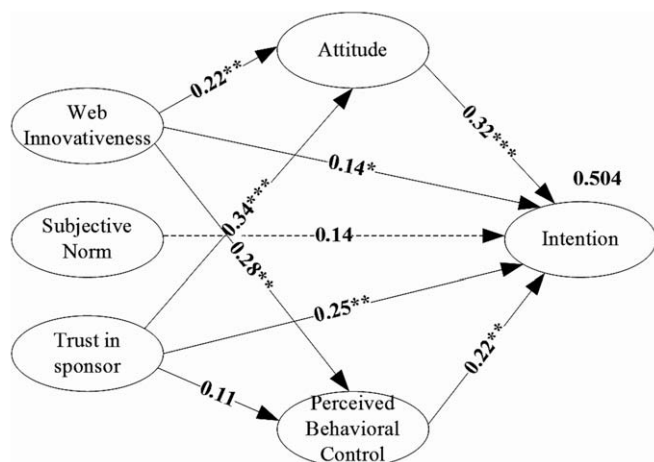 Attitude
0.22**
Web
Innovativeness
0.32***
0.14*
0.504
0.34***
Subjective
Norm
0.14
Intention
0.28**
0.25**
Trust in
sponsor
0.22**
0.11
Perceived
Behavioral
Control